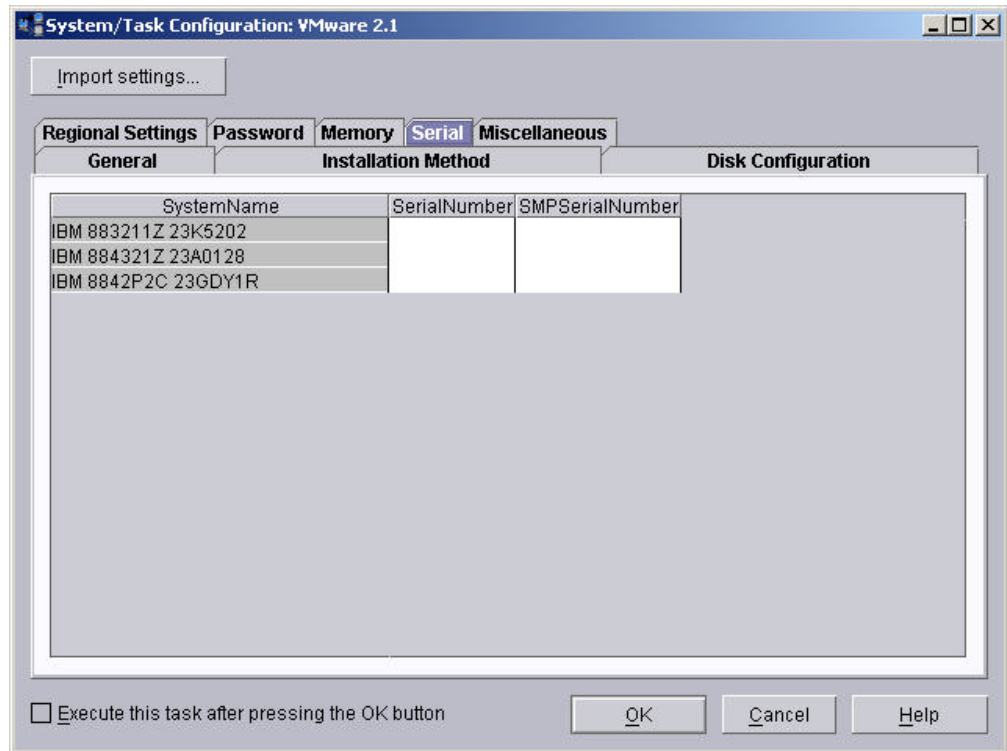 System/Task Configuration: VMware 2.1
Import settings...
Regional Settings Password Memory Serial Miscellaneous
General Installation Method Disk Configuration
SystemName SerialNumber SMPSerialNumber
IBM 883211Z 23K5202
IBM 884321Z 23A0128
IBM 8842P2C 23GDY1R
Execute this task after pressing the OK button OK Cancel Help